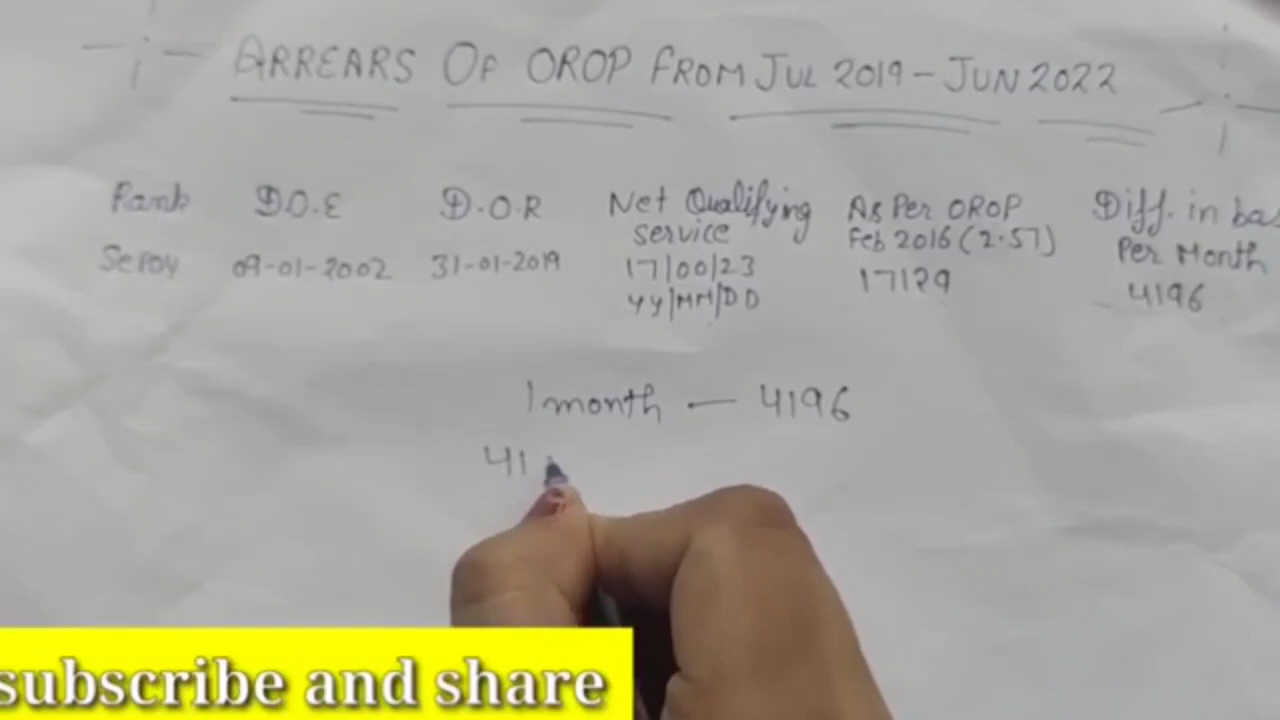 ARREARS OF OROP FROM JUL 2019 - JUN 2022
Rank D.O.E D.O.R Net Qualifying service As Per OROP Feb 2016 (2.57) Diff. in bas Per Month
Sepoy 09-01-2002 31-01-2019 17/00/23 YY/MM/DD 17129 4196
1 month — 4196
41
subscribe and share